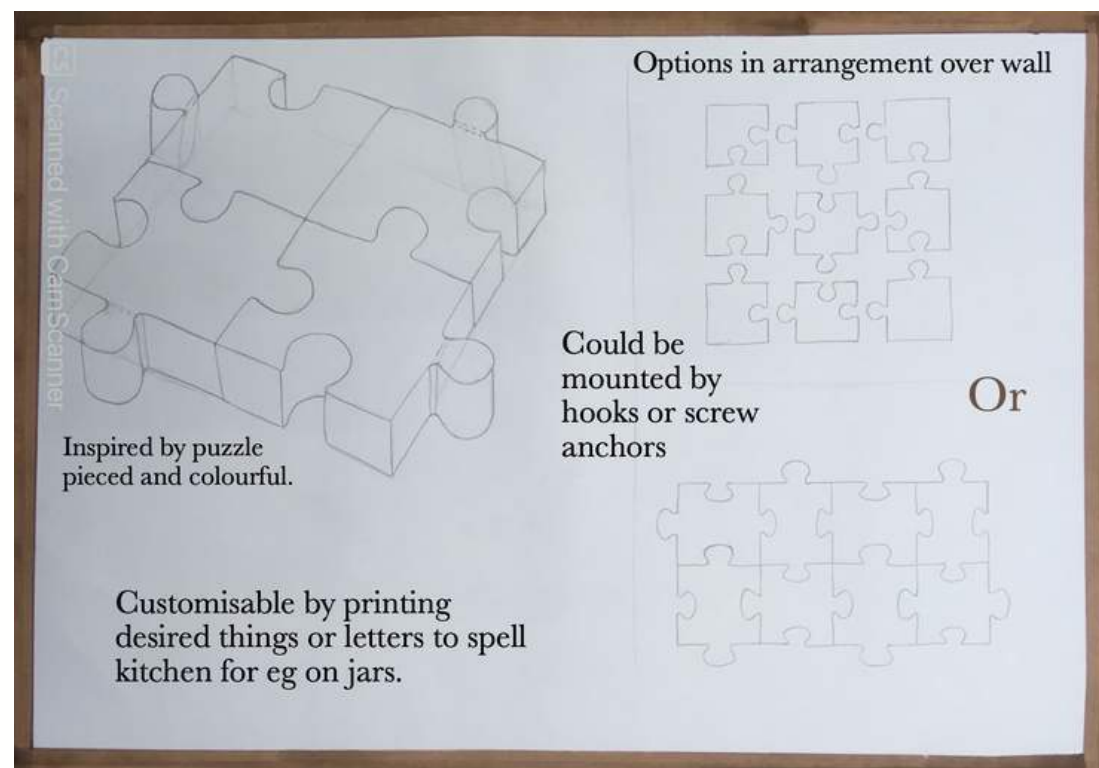 Scanned with CamScanner
Options in arrangement over wall
Could be
mounted by
hooks or screw
anchors
Or
Inspired by puzzle
pieced and colourful.
Customisable by printing
desired things or letters to spell
kitchen for eg on jars.